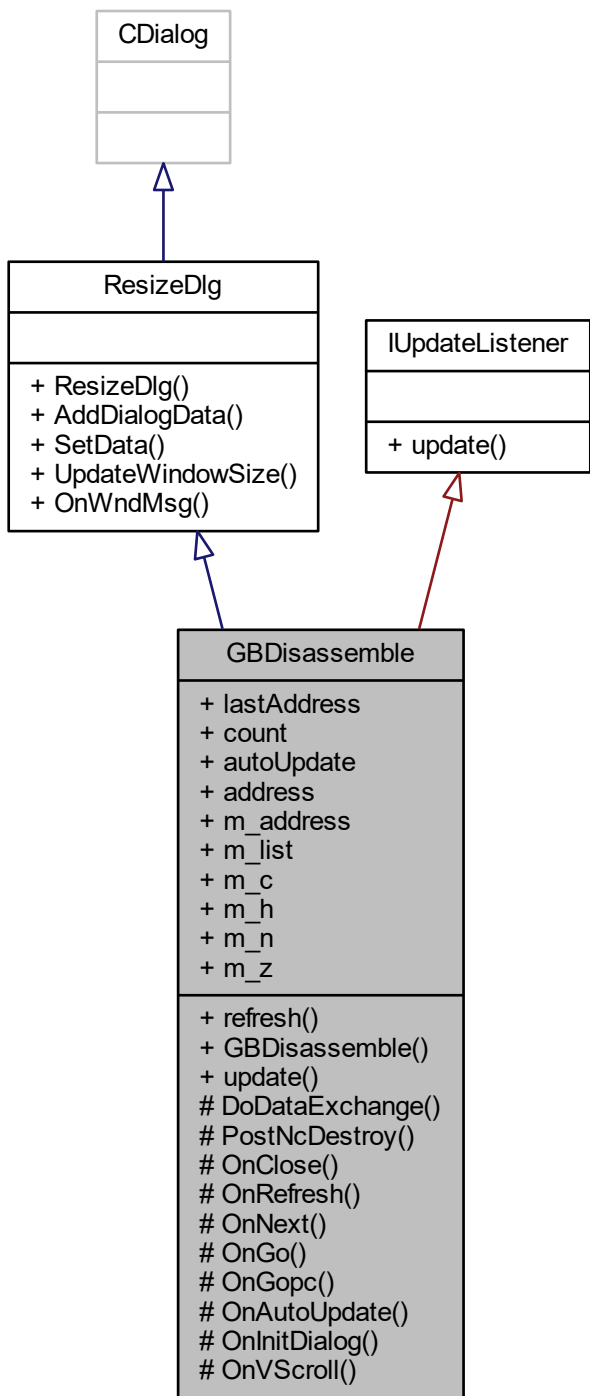 CDialog
ResizeDlg
+ ResizeDlg()
+ AddDialogData()
+ SetData()
+ UpdateWindowSize()
+ OnWndMsg()
IUpdateListener
+ update()
GBDisassemble
+ lastAddress
+ count
+ autoUpdate
+ address
+ m_address
+ m_list
+ m_c
+ m_h
+ m_n
+ m_z
+ refresh()
+ GBDisassemble()
+ update()
# DoDataExchange()
# PostNcDestroy()
# OnClose()
# OnRefresh()
# OnNext()
# OnGo()
# OnGopc()
# OnAutoUpdate()
# OnInitDialog()
# OnVScroll()